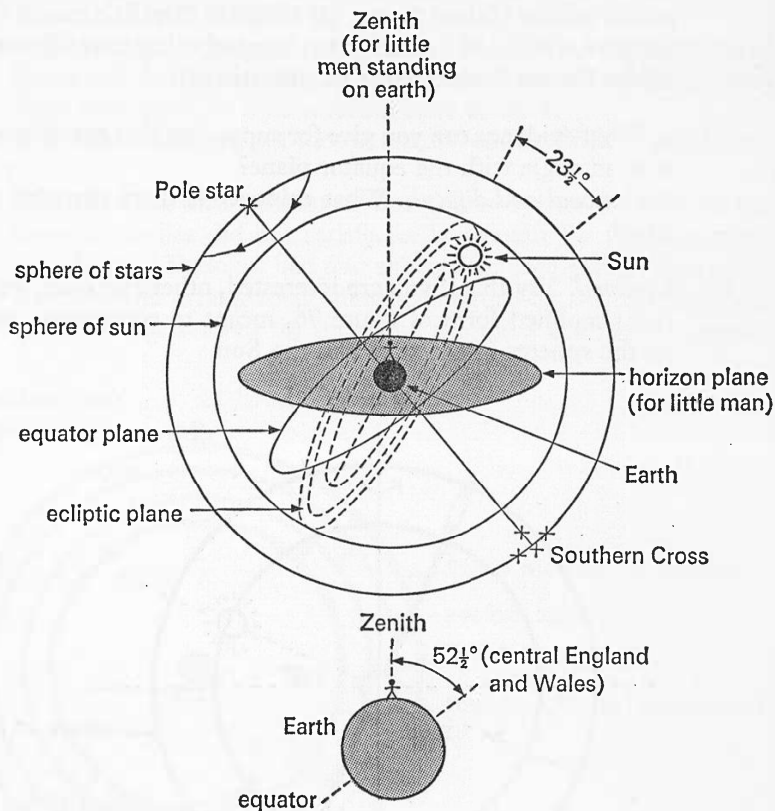 Zenith
(for little
men standing
on earth)
23½°
Pole star
Sun
sphere of stars
sphere of sun
horizon plane
(for little man)
equator plane
Earth
ecliptic plane
Southern Cross
Zenith
52½° (central England
and Wales)
Earth
equator